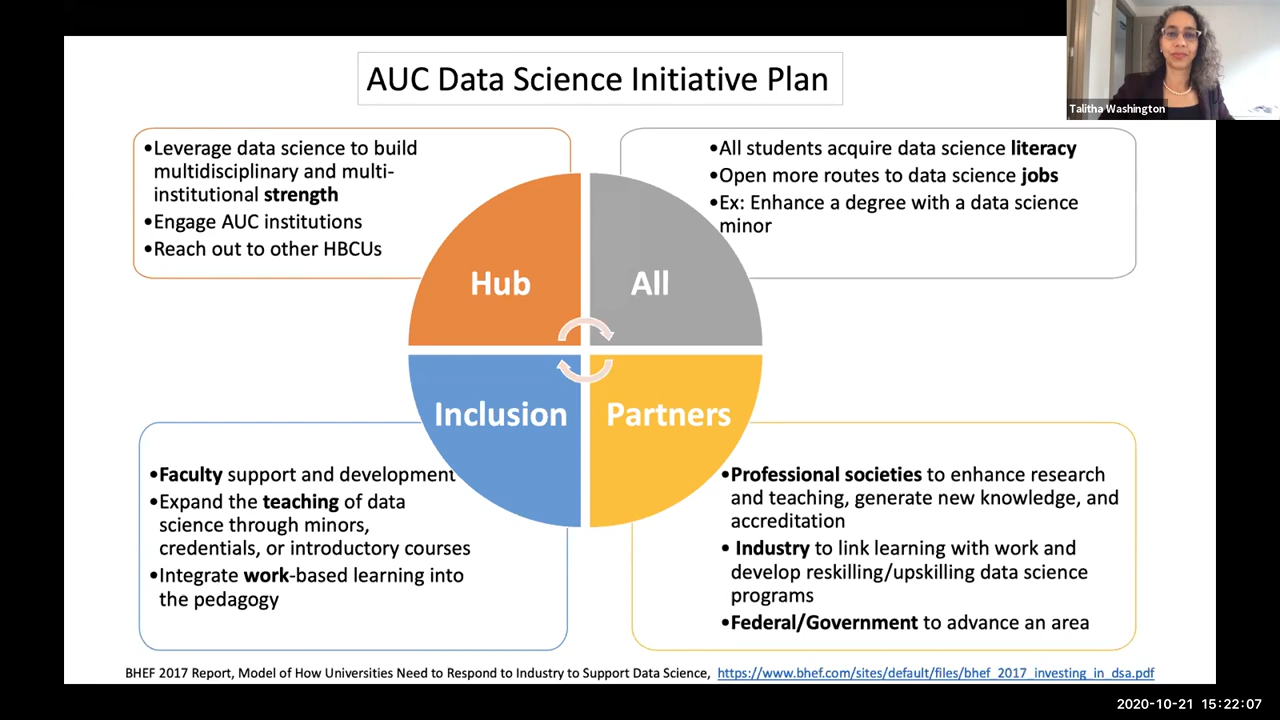 AUC Data Science Initiative Plan
Talitha Washington
•Leverage data science to build
multidisciplinary and multi-
institutional strength
•Engage AUC institutions
•Reach out to other HBCUs
•All students acquire data science literacy
•Open more routes to data science jobs
•Ex: Enhance a degree with a data science
minor
Hub
All
Inclusion
Partners
•Faculty support and development
•Expand the teaching of data
science through minors,
credentials, or introductory courses
•Integrate work-based learning into
the pedagogy
•Professional societies to enhance research
and teaching, generate new knowledge, and
accreditation
• Industry to link learning with work and
develop reskilling/upskilling data science
programs
•Federal/Government to advance an area
BHEF 2017 Report, Model of How Universities Need to Respond to Industry to Support Data Science, https://www.bhef.com/sites/default/files/bhef_2017_investing_in_dsa.pdf
2020-10-21 15:22:07